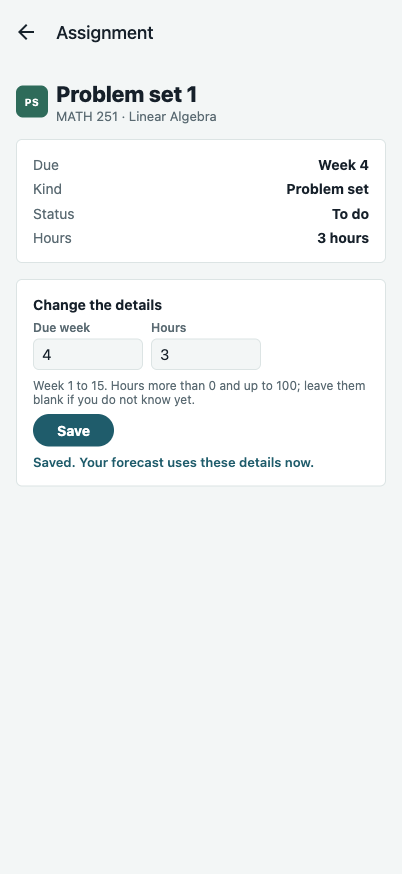 Assignment
PS
Problem set 1
MATH 251 · Linear Algebra
Due Week 4
Kind Problem set
Status To do
Hours 3 hours
Change the details
Due week Hours
4 3
Week 1 to 15. Hours more than 0 and up to 100; leave them
blank if you do not know yet.
Save
Saved. Your forecast uses these details now.